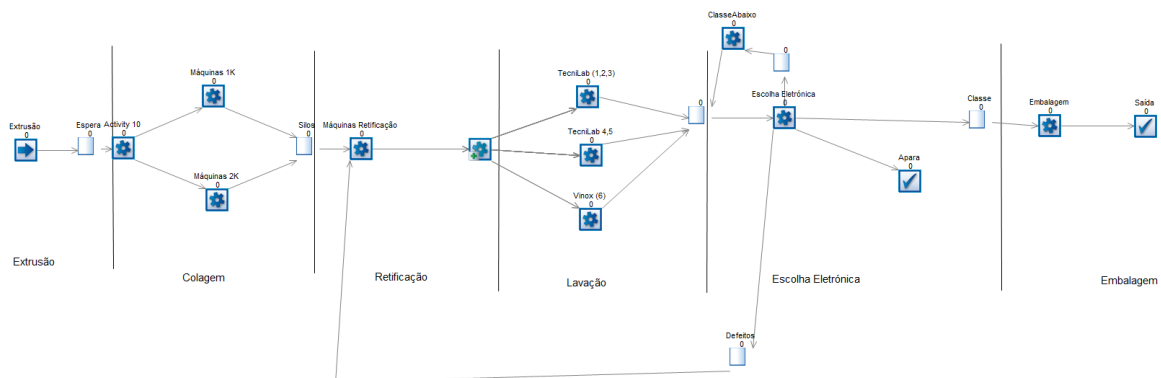 ClasseAbaixo
0
0
Máquinas 1K
0
TecniLab (1,2,3)
0
Escolha Eletrónica
0
0
Classe
0
Embalagem
0
Saída
0
Extrusão
0
Espera
0
Activity 10
0
Silos
0
Máquinas Retificação
0
TecniLab 4,5
0
Máquinas 2K
0
Apara
0
Vinox (6)
0
Extrusão
Colagem
Retificação
Lavação
Escolha Eletrónica
Embalagem
Defeitos
0